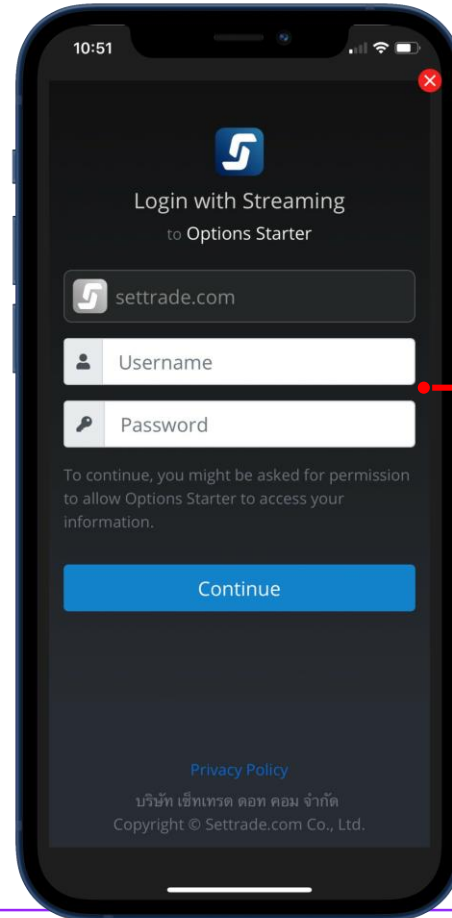 10:51
Login with Streaming
to Options Starter
settrade.com
Username
Password
To continue, you might be asked for permission
to allow Options Starter to access your
information.
Continue
Privacy Policy
บริษัท เซ็ทเทรด ดอท คอม จำกัด
Copyright © Settrade.com Co., Ltd.